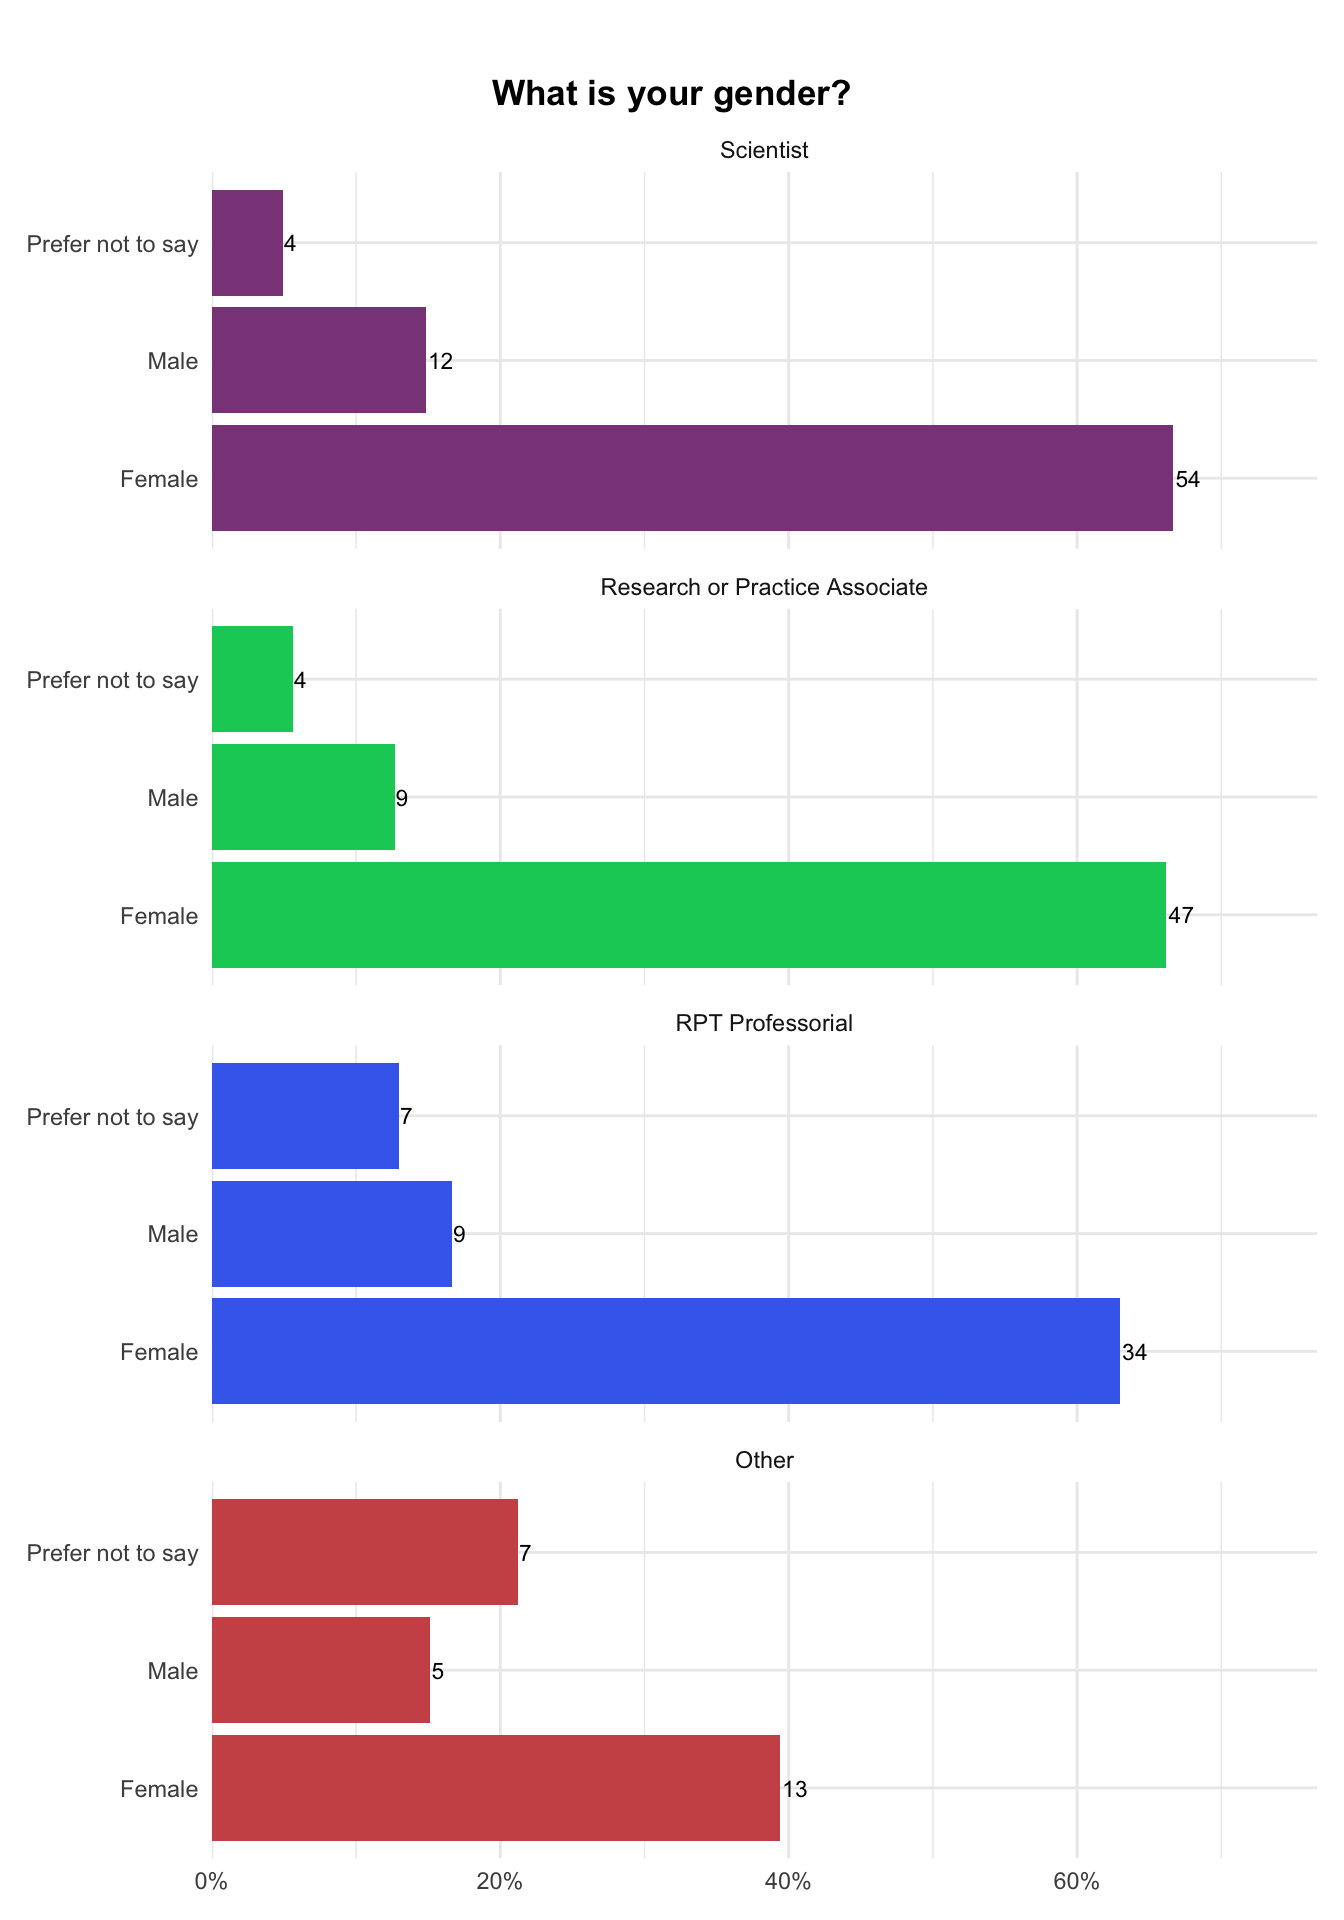 What is your gender?
Scientist
Prefer not to say 4
Male 12
Female 54
Research or Practice Associate
Prefer not to say 4
Male 9
Female 47
RPT Professorial
Prefer not to say 7
Male 9
Female 34
Other
Prefer not to say 7
Male 5
Female 13
0% 20% 40% 60%